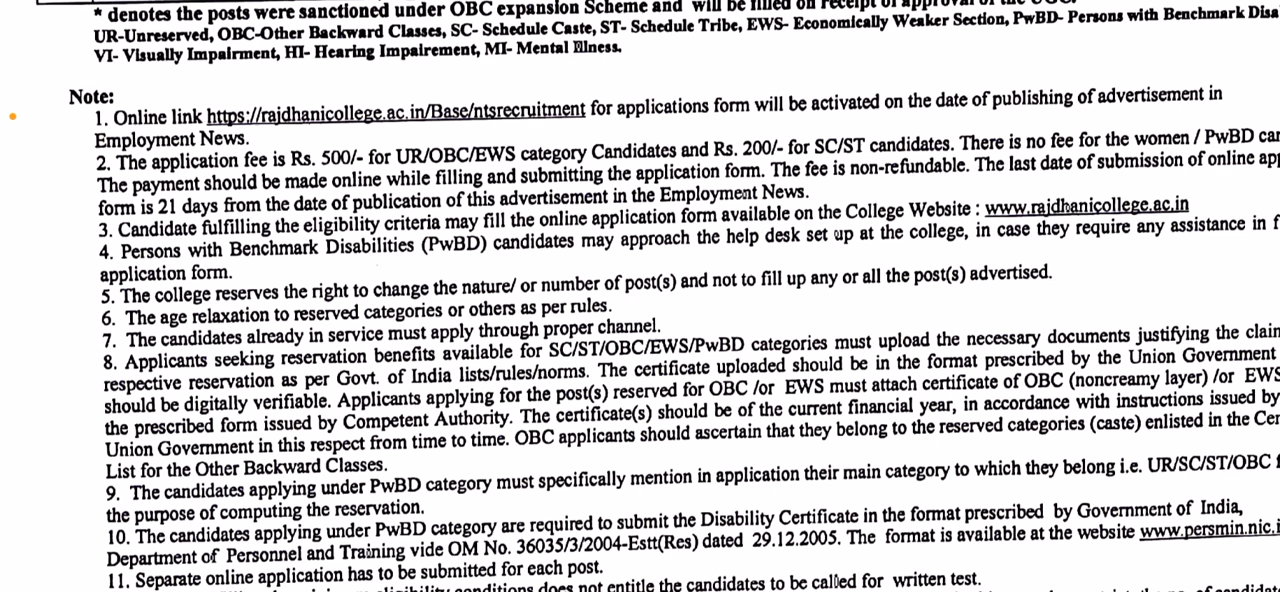 * denotes the posts were sanctioned under OBC expansion Scheme and will be filled on receipt of approval of the
UR-Unreserved, OBC-Other Backward Classes, SC- Schedule Caste, ST- Schedule Tribe, EWS- Economically Weaker Section, PwBD- Persons with Benchmark Disa
VI- Visually Impairment, HI- Hearing Impairement, MI- Mental Illness.
Note:
1. Online link https://rajdhanicollege.ac.in/Base/ntsrecruitment for applications form will be activated on the date of publishing of advertisement in
Employment News.
2. The application fee is Rs. 500/- for UR/OBC/EWS category Candidates and Rs. 200/- for SC/ST candidates. There is no fee for the women / PwBD can
The payment should be made online while filling and submitting the application form. The fee is non-refundable. The last date of submission of online app
form is 21 days from the date of publication of this advertisement in the Employment News.
3. Candidate fulfilling the eligibility criteria may fill the online application form available on the College Website : www.rajdhanicollege.ac.in
4. Persons with Benchmark Disabilities (PwBD) candidates may approach the help desk set up at the college, in case they require any assistance in f
application form.
5. The college reserves the right to change the nature/ or number of post(s) and not to fill up any or all the post(s) advertised.
6. The age relaxation to reserved categories or others as per rules.
7. The candidates already in service must apply through proper channel.
8. Applicants seeking reservation benefits available for SC/ST/OBC/EWS/PwBD categories must upload the necessary documents justifying the claim
respective reservation as per Govt. of India lists/rules/norms. The certificate uploaded should be in the format prescribed by the Union Government
should be digitally verifiable. Applicants applying for the post(s) reserved for OBC /or EWS must attach certificate of OBC (noncreamy layer) /or EWS
the prescribed form issued by Competent Authority. The certificate(s) should be of the current financial year, in accordance with instructions issued by
Union Government in this respect from time to time. OBC applicants should ascertain that they belong to the reserved categories (caste) enlisted in the Cen
List for the Other Backward Classes.
9. The candidates applying under PwBD category must specifically mention in application their main category to which they belong i.e. UR/SC/ST/OBC f
the purpose of computing the reservation.
10. The candidates applying under PwBD category are required to submit the Disability Certificate in the format prescribed by Government of India,
Department of Personnel and Training vide OM No. 36035/3/2004-Estt(Res) dated 29.12.2005. The format is available at the website www.persmin.nic.i
11. Separate online application has to be submitted for each post.
conditions does not entitle the candidates to be called for written test.